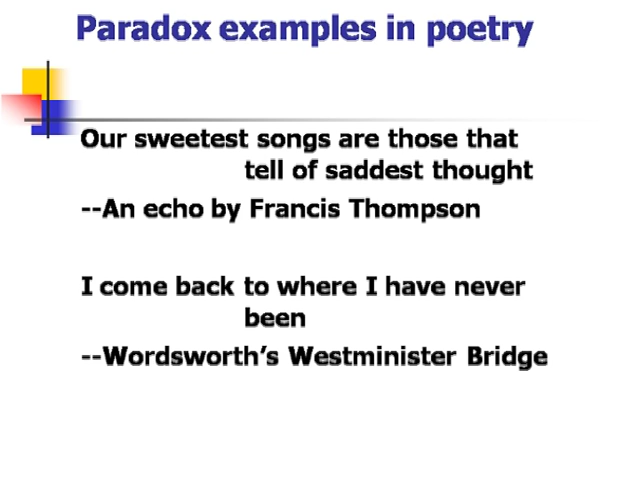 Paradox examples in poetry
Our sweetest songs are those that
tell of saddest thought
--An echo by Francis Thompson
I come back to where I have never
been
--Wordsworth's Westminister Bridge